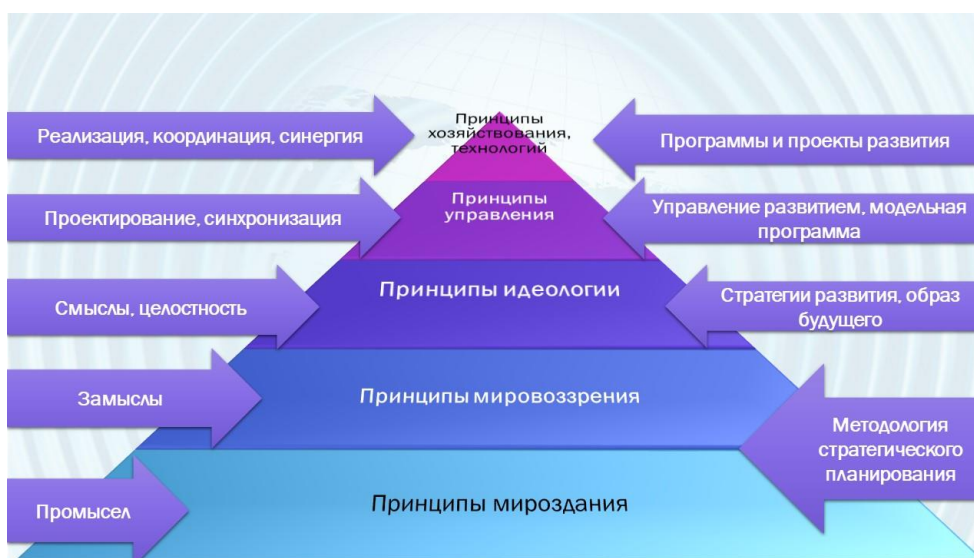 Принципы
хозяйствования,
технологий
Реализация, координация, синергия
Программы и проекты развития
Принципы
управления
Проектирование, синхронизация
Управление развитием, модельная
программа
Принципы идеологии
Смыслы, целостность
Стратегии развития, образ
будущего
Принципы мировоззрения
Замыслы
Методология
стратегического
планирования
Принципы мироздания
Промысел